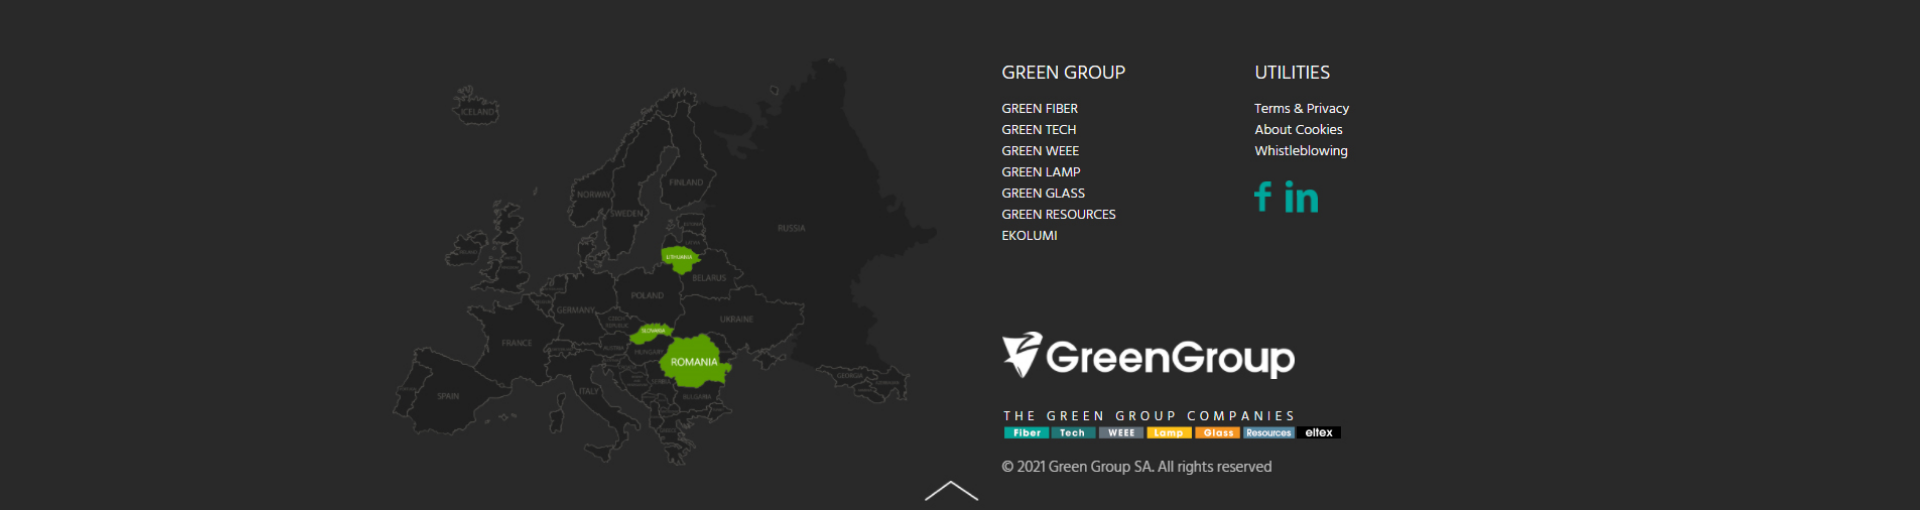 ICELAND
NORWAY
SWEDEN
FINLAND
RUSSIA
LITHUANIA
BELARUS
POLAND
GERMANY
UKRAINE
FRANCE
SLOVAKIA
HUNGARY
ROMANIA
SERBIA
BULGARIA
ITALY
SPAIN
GEORGIA
GREEN GROUP
GREEN FIBER
GREEN TECH
GREEN WEEE
GREEN LAMP
GREEN GLASS
GREEN RESOURCES
EKOLUMI
UTILITIES
Terms & Privacy
About Cookies
Whistleblowing
f in
GreenGroup
THE GREEN GROUP COMPANIES
Fiber Tech WEEE Lamp Glass Resources eltex
© 2021 Green Group SA. All rights reserved